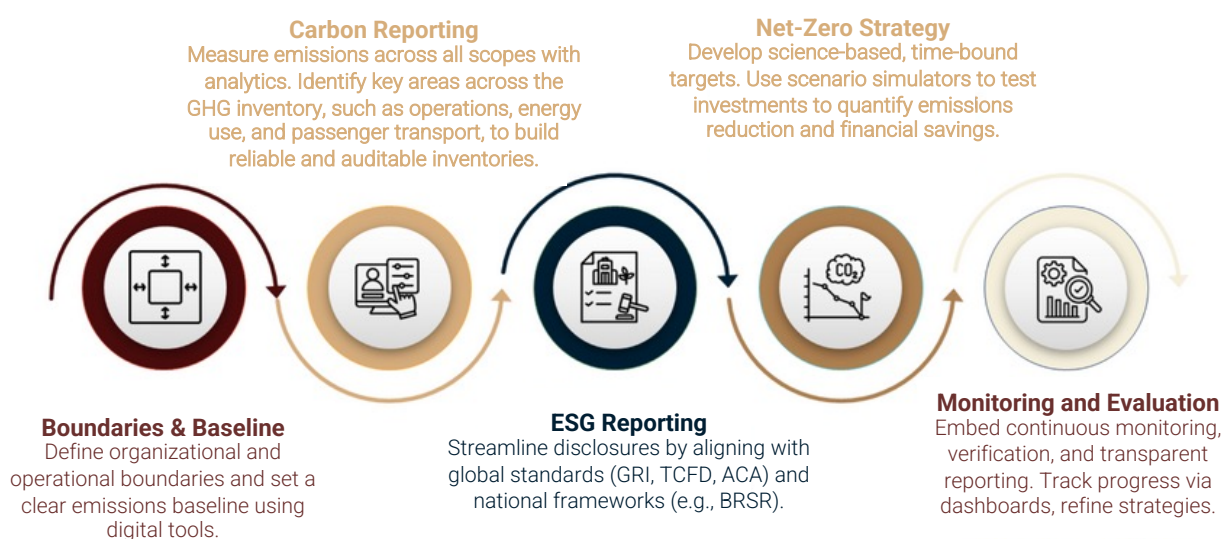 Carbon Reporting
Measure emissions across all scopes with
analytics. Identify key areas across the
GHG inventory, such as operations, energy
use, and passenger transport, to build
reliable and auditable inventories.
Net-Zero Strategy
Develop science-based, time-bound
targets. Use scenario simulators to test
investments to quantify emissions
reduction and financial savings.
CO₂
Boundaries & Baseline
Define organizational and
operational boundaries and set a
clear emissions baseline using
digital tools.
ESG Reporting
Streamline disclosures by aligning with
global standards (GRI, TCFD, ACA) and
national frameworks (e.g., BRSR).
Monitoring and Evaluation
Embed continuous monitoring,
verification, and transparent
reporting. Track progress via
dashboards, refine strategies.